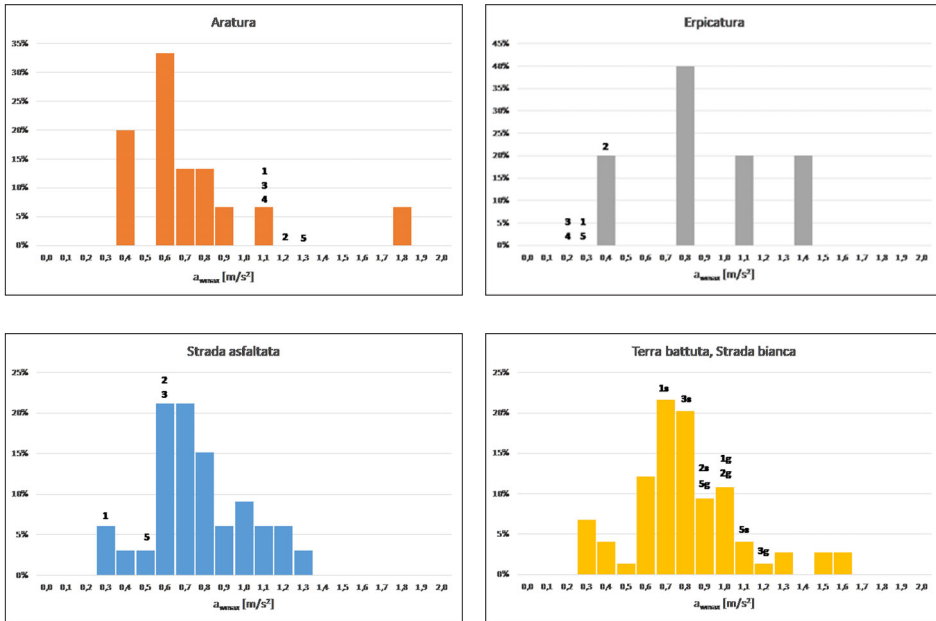 Aratura
35%
30%
25%
20%
15%
10%
5%
0%
1
3
4
2
5
0,0 0,1 0,2 0,3 0,4 0,5 0,6 0,7 0,8 0,9 1,0 1,1 1,2 1,3 1,4 1,5 1,6 1,7 1,8 1,9 2,0
a_wmax [m/s²]
Erpicatura
45%
40%
35%
30%
25%
20%
15%
10%
5%
0%
2
3 1
4 5
0,0 0,1 0,2 0,3 0,4 0,5 0,6 0,7 0,8 0,9 1,0 1,1 1,2 1,3 1,4 1,5 1,6 1,7 1,8 1,9 2,0
a_wmax [m/s²]
Strada asfaltata
25%
20%
15%
10%
5%
0%
2
3
1
5
0,0 0,1 0,2 0,3 0,4 0,5 0,6 0,7 0,8 0,9 1,0 1,1 1,2 1,3 1,4 1,5 1,6 1,7 1,8 1,9 2,0
a_wmax [m/s²]
Terra battuta, Strada bianca
25%
20%
15%
10%
5%
0%
1s
3s
2s 1g
5g 2g
5s
3g
0,0 0,1 0,2 0,3 0,4 0,5 0,6 0,7 0,8 0,9 1,0 1,1 1,2 1,3 1,4 1,5 1,6 1,7 1,8 1,9 2,0
a_wmax [m/s²]